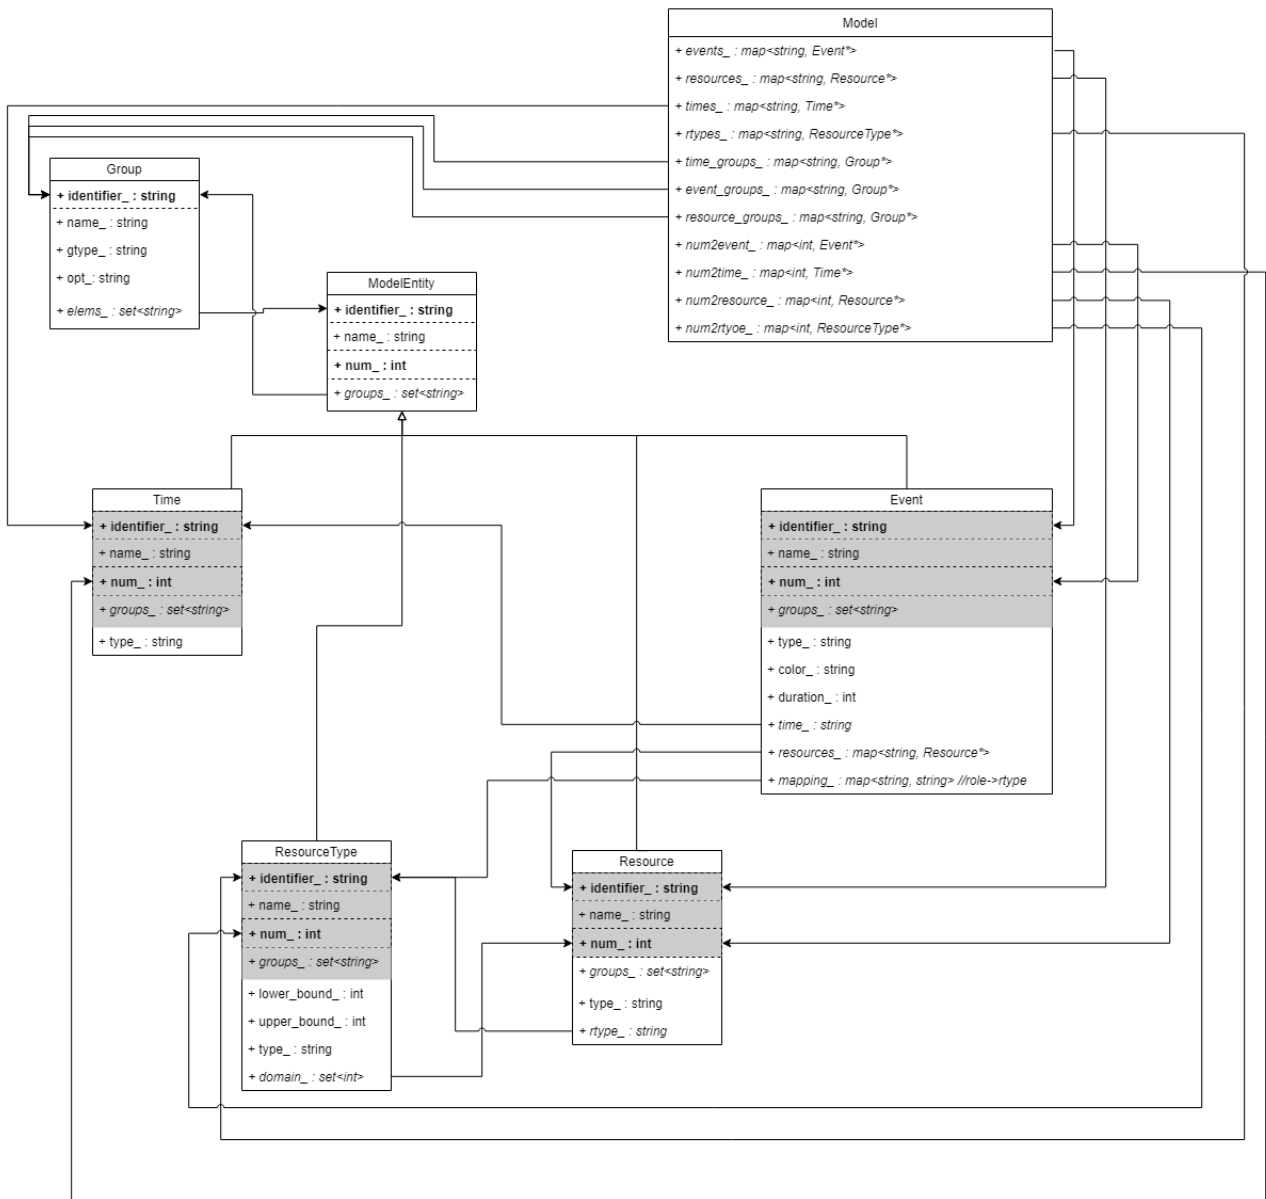 Model
+ events_ : map<string, Event*>
+ resources_ : map<string, Resource*>
+ times_ : map<string, Time*>
+ rtypes_ : map<string, ResourceType*>
+ time_groups_ : map<string, Group*>
+ event_groups_ : map<string, Group*>
+ resource_groups_ : map<string, Group*>
+ num2event_ : map<int, Event*>
+ num2time_ : map<int, Time*>
+ num2resource_ : map<int, Resource*>
+ num2rtyoe_ : map<int, ResourceType*>
Group
+ identifier_ : string
+ name_ : string
+ gtype_ : string
+ opt_: string
+ elems_ : set<string>
ModelEntity
+ identifier_ : string
+ name_ : string
+ num_ : int
+ groups_ : set<string>
Time
+ identifier_ : string
+ name_ : string
+ num_ : int
+ groups_ : set<string>
+ type_ : string
Event
+ identifier_ : string
+ name_ : string
+ num_ : int
+ groups_ : set<string>
+ type_ : string
+ color_ : string
+ duration_ : int
+ time_ : string
+ resources_ : map<string, Resource*>
+ mapping_ : map<string, string> //role->rtype
ResourceType
+ identifier_ : string
+ name_ : string
+ num_ : int
+ groups_ : set<string>
+ lower_bound_ : int
+ upper_bound_ : int
+ type_ : string
+ domain_ : set<int>
Resource
+ identifier_ : string
+ name_ : string
+ num_ : int
+ groups_ : set<string>
+ type_ : string
+ rtype_ : string